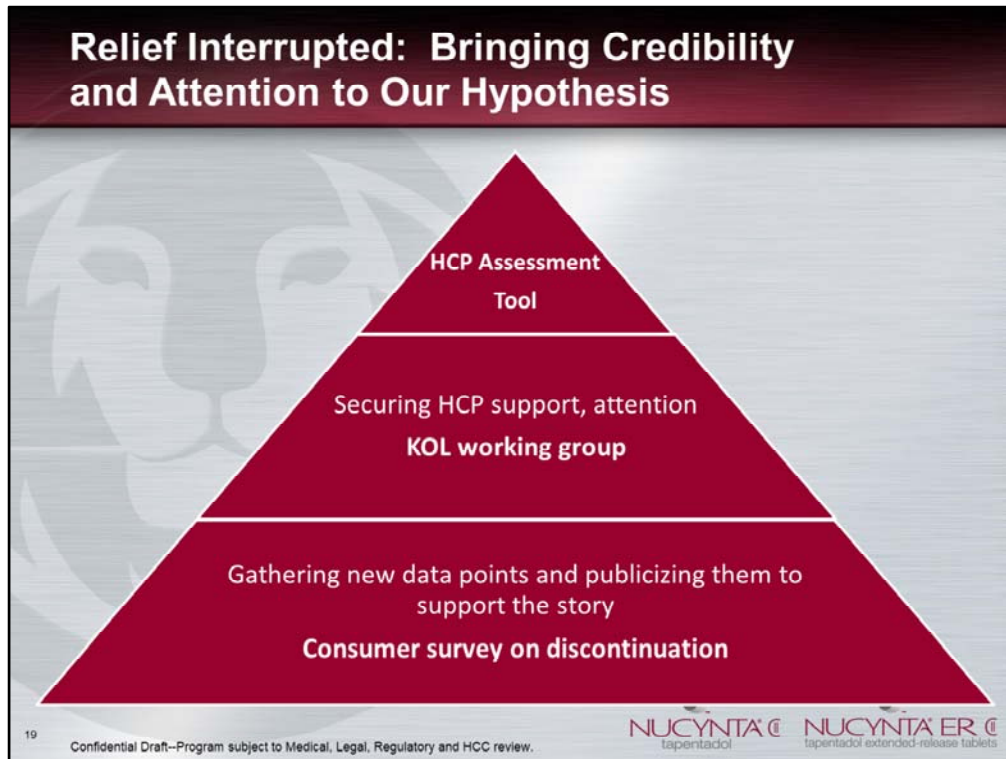 Relief Interrupted: Bringing Credibility
and Attention to Our Hypothesis
HCP Assessment
Tool
Securing HCP support, attention
KOL working group
Gathering new data points and publicizing them to
support the story
Consumer survey on discontinuation
19
Confidential Draft--Program subject to Medical, Legal, Regulatory and HCC review.
NUCYNTA® CII
tapentadol
NUCYNTA® ER CII
tapentadol extended-release tablets